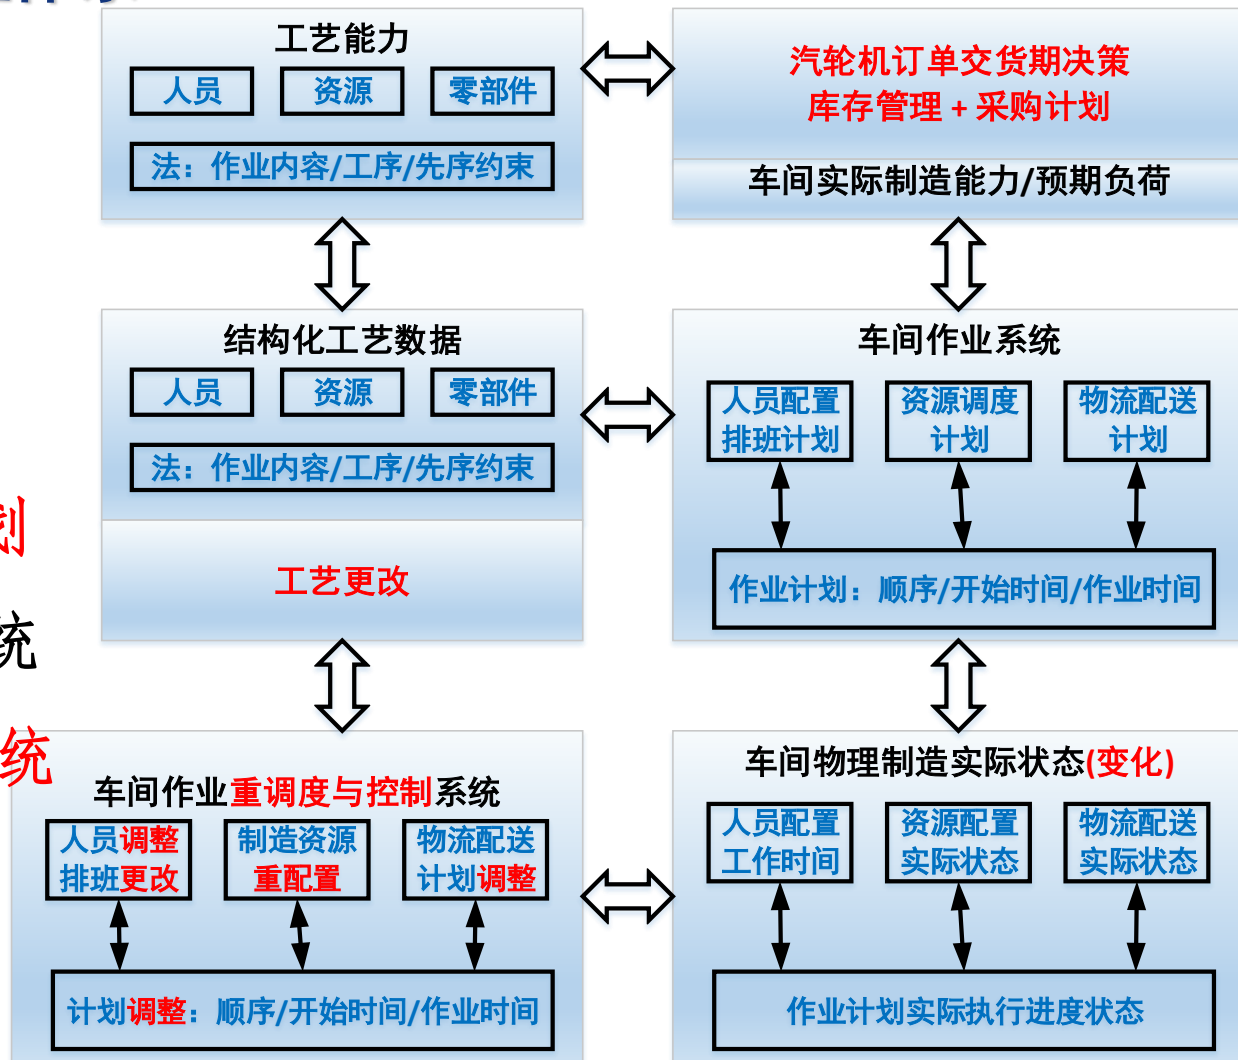 工艺能力
人员 资源 零部件
法：作业内容/工序/先序约束
汽轮机订单交货期决策
库存管理 + 采购计划
车间实际制造能力/预期负荷
结构化工艺数据
人员 资源 零部件
法：作业内容/工序/先序约束
工艺更改
车间作业系统
人员配置
排班计划
资源调度
计划
物流配送
计划
作业计划：顺序/开始时间/作业时间
划
统
统
车间作业重调度与控制系统
人员调整
排班更改
制造资源
重配置
物流配送
计划调整
计划调整：顺序/开始时间/作业时间
车间物理制造实际状态(变化)
人员配置
工作时间
资源配置
实际状态
物流配送
实际状态
作业计划实际执行进度状态